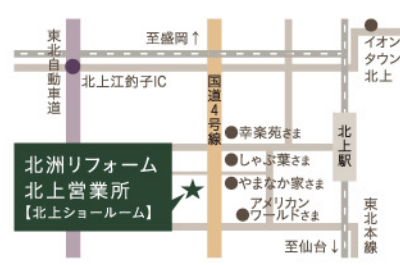 東北自動車道
至盛岡↑
イオン
タウン
北上
北上江釣子IC
国道4号線
幸楽苑さま
北上駅
しゃぶ葉さま
やまなか家さま
アメリカン
ワールドさま
北洲リフォーム
北上営業所
【北上ショールーム】
東北本線
至仙台↓